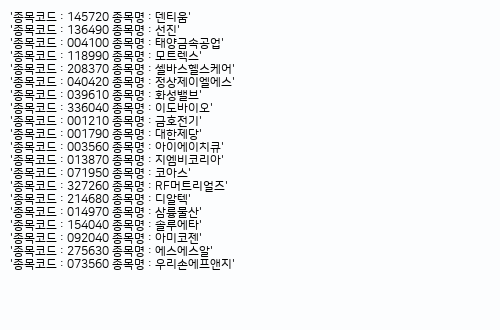 '종목코드 : 145720 종목명 : 덴티움'
'종목코드 : 136490 종목명 : 선진'
'종목코드 : 004100 종목명 : 태양금속공업'
'종목코드 : 118990 종목명 : 모트렉스'
'종목코드 : 208370 종목명 : 셀바스헬스케어'
'종목코드 : 040420 종목명 : 정상제이엘에스'
'종목코드 : 039610 종목명 : 화성밸브'
'종목코드 : 336040 종목명 : 이도바이오'
'종목코드 : 001210 종목명 : 금호전기'
'종목코드 : 001790 종목명 : 대한제당'
'종목코드 : 003560 종목명 : 아이에이치큐'
'종목코드 : 013870 종목명 : 지엠비코리아'
'종목코드 : 071950 종목명 : 코아스'
'종목코드 : 327260 종목명 : RF머트리얼즈'
'종목코드 : 214680 종목명 : 디알텍'
'종목코드 : 014970 종목명 : 삼륭물산'
'종목코드 : 154040 종목명 : 솔루에타'
'종목코드 : 092040 종목명 : 아미코젠'
'종목코드 : 275630 종목명 : 에스에스알'
'종목코드 : 073560 종목명 : 우리손에프앤지'